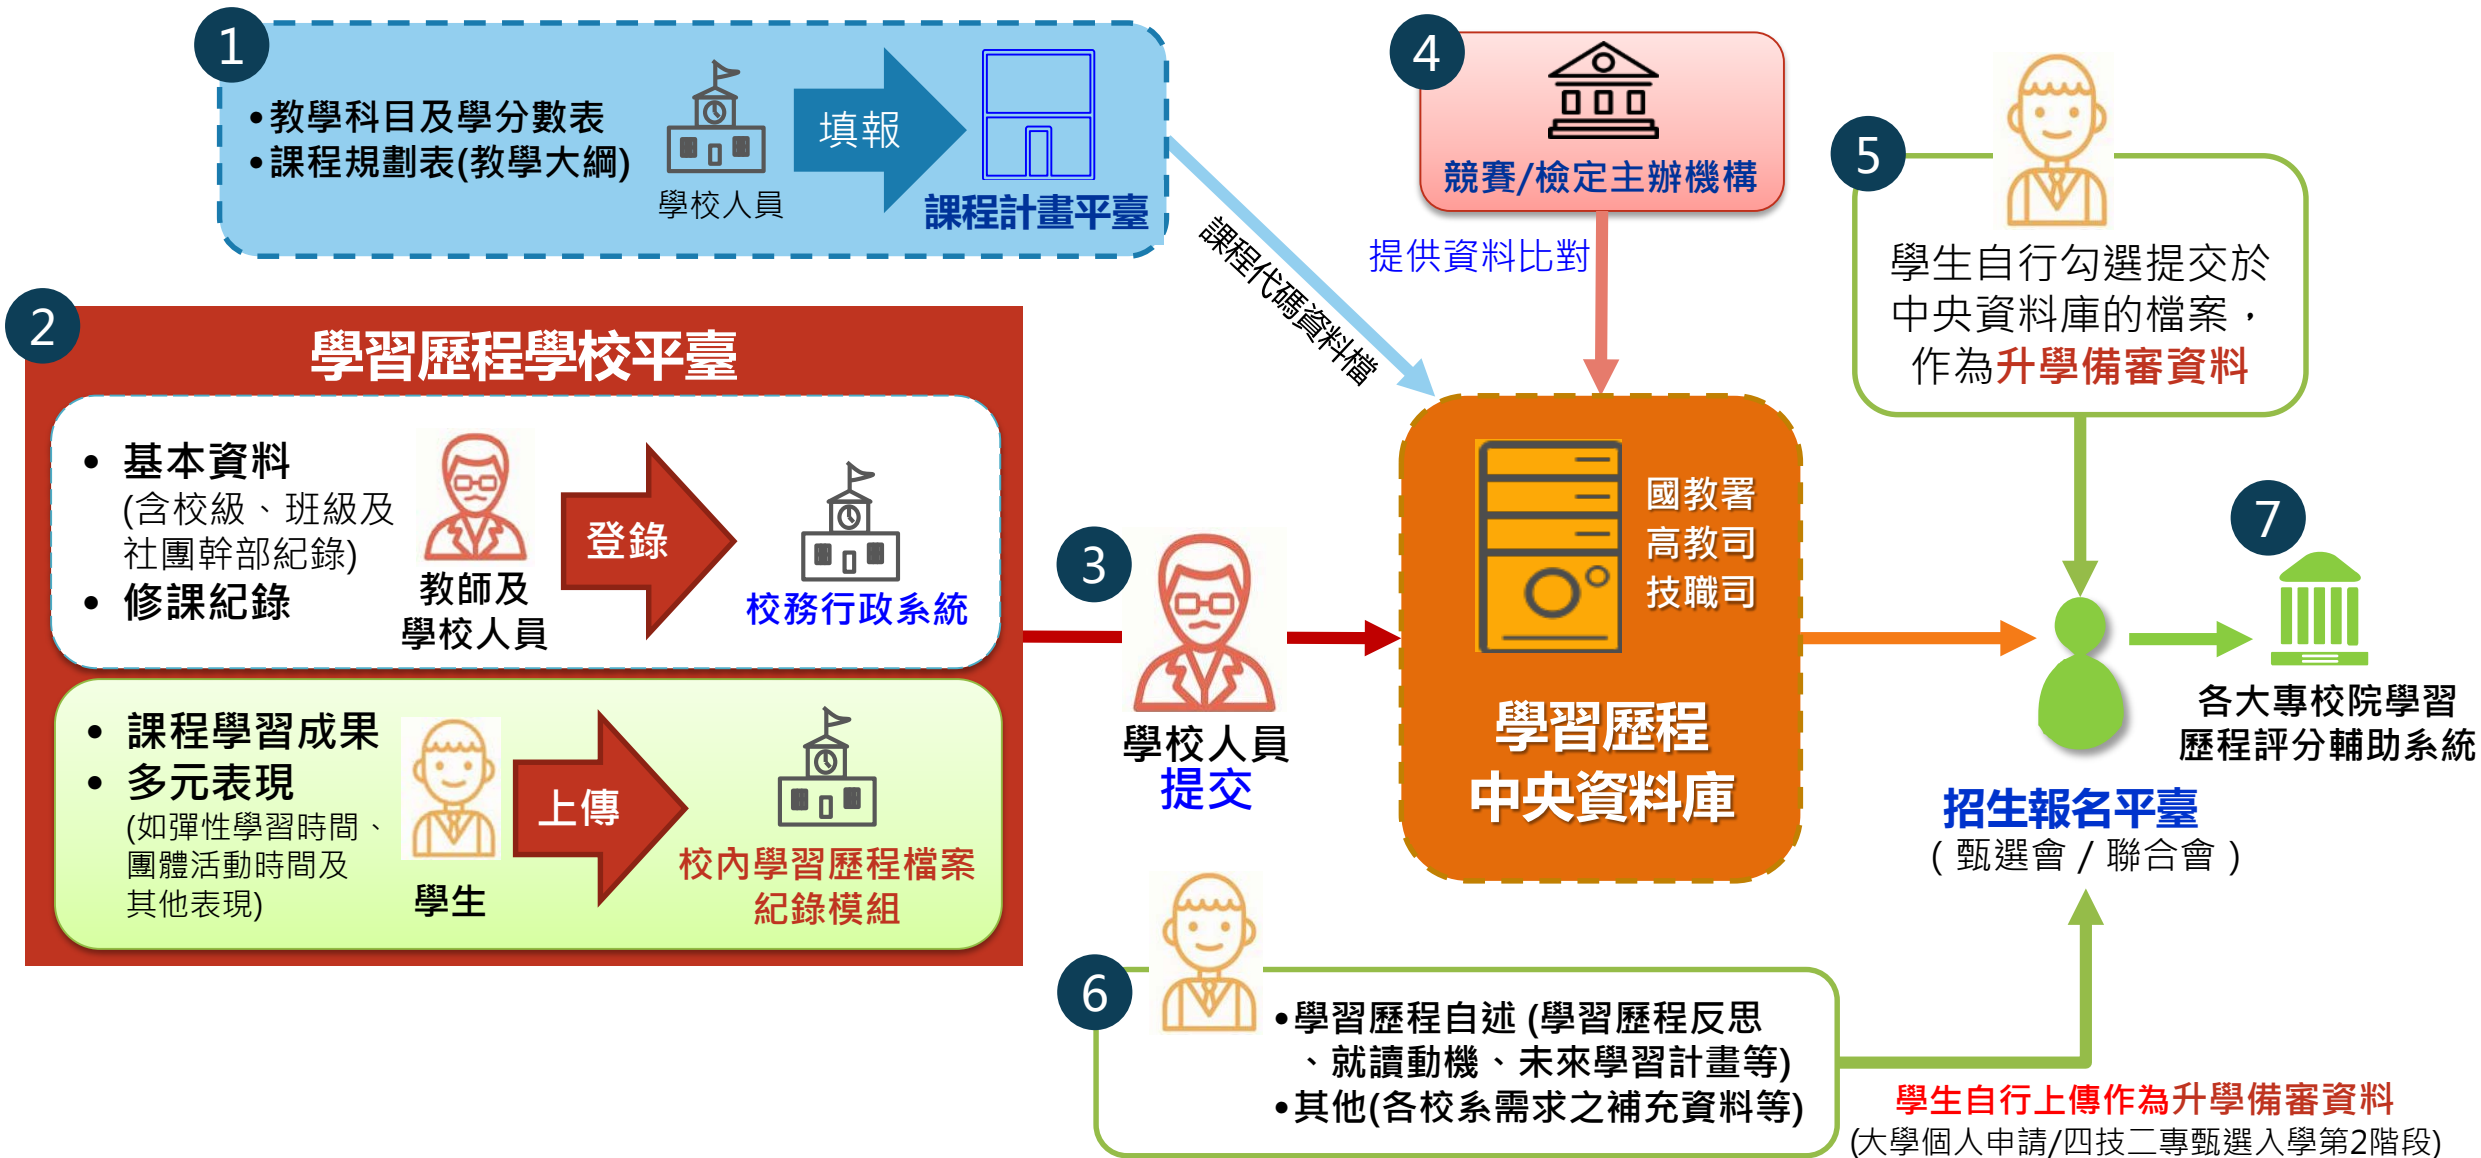 1
•教學科目及學分數表
•課程規劃表(教學大綱)
學校人員
填報
課程計畫平臺
課程代碼資料檔
2
學習歷程學校平臺
• 基本資料
(含校級、班級及
社團幹部紀錄)
• 修課紀錄
教師及
學校人員
登錄
校務行政系統
• 課程學習成果
• 多元表現
(如彈性學習時間、
團體活動時間及
其他表現)
學生
上傳
校內學習歷程檔案
紀錄模組
3
學校人員
提交
4
競賽/檢定主辦機構
提供資料比對
國教署
高教司
技職司
學習歷程
中央資料庫
5
學生自行勾選提交於
中央資料庫的檔案，
作為升學備審資料
6
•學習歷程自述 (學習歷程反思
、就讀動機、未來學習計畫等)
•其他(各校系需求之補充資料等)
學生自行上傳作為升學備審資料
(大學個人申請/四技二專甄選入學第2階段)
招生報名平臺
( 甄選會 / 聯合會 )
7
各大專校院學習
歷程評分輔助系統